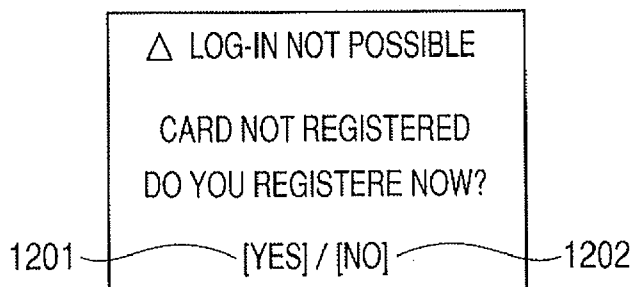 △ LOG-IN NOT POSSIBLE
CARD NOT REGISTERED
DO YOU REGISTERE NOW?
1201 [YES] / [NO] 1202